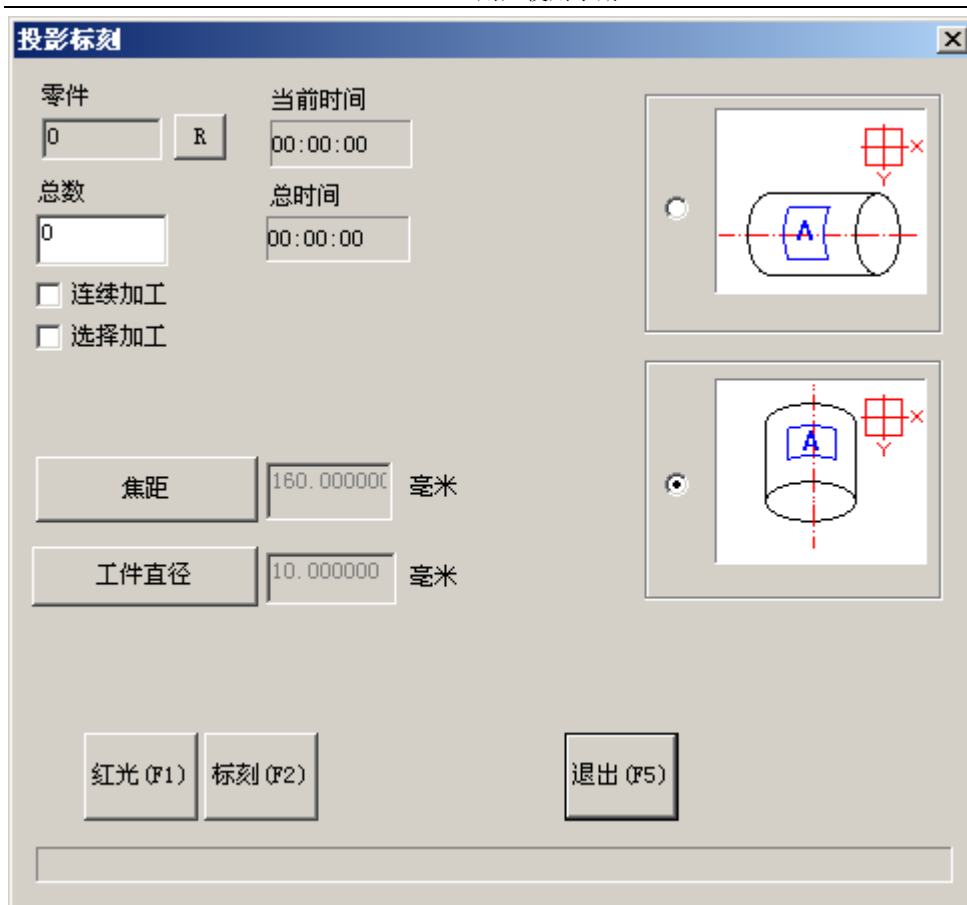 投影标刻
零件
当前时间
0
R
00:00:00
总数
总时间
0
00:00:00
连续加工
选择加工
X
Y
A
X
Y
A
焦距
160.000000
毫米
工件直径
10.000000
毫米
红光(F1)
标刻(F2)
退出(F5)